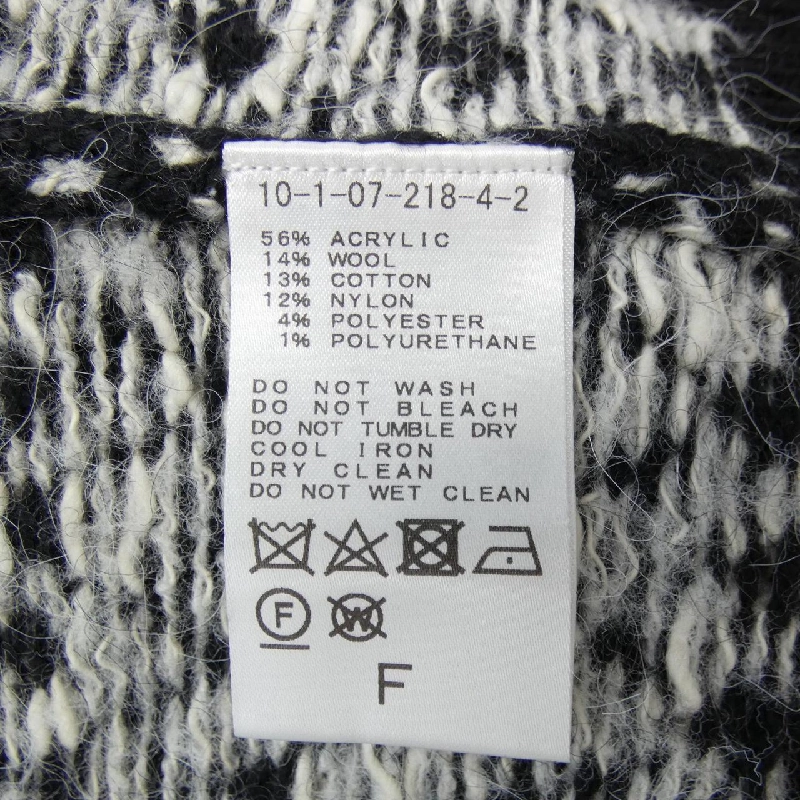 10-1-07-218-4-2
56% ACRYLIC
14% WOOL
13% COTTON
12% NYLON
4% POLYESTER
1% POLYURETHANE
DO NOT WASH
DO NOT BLEACH
DO NOT TUMBLE DRY
COOL IRON
DRY CLEAN
DO NOT WET CLEAN
F W
F